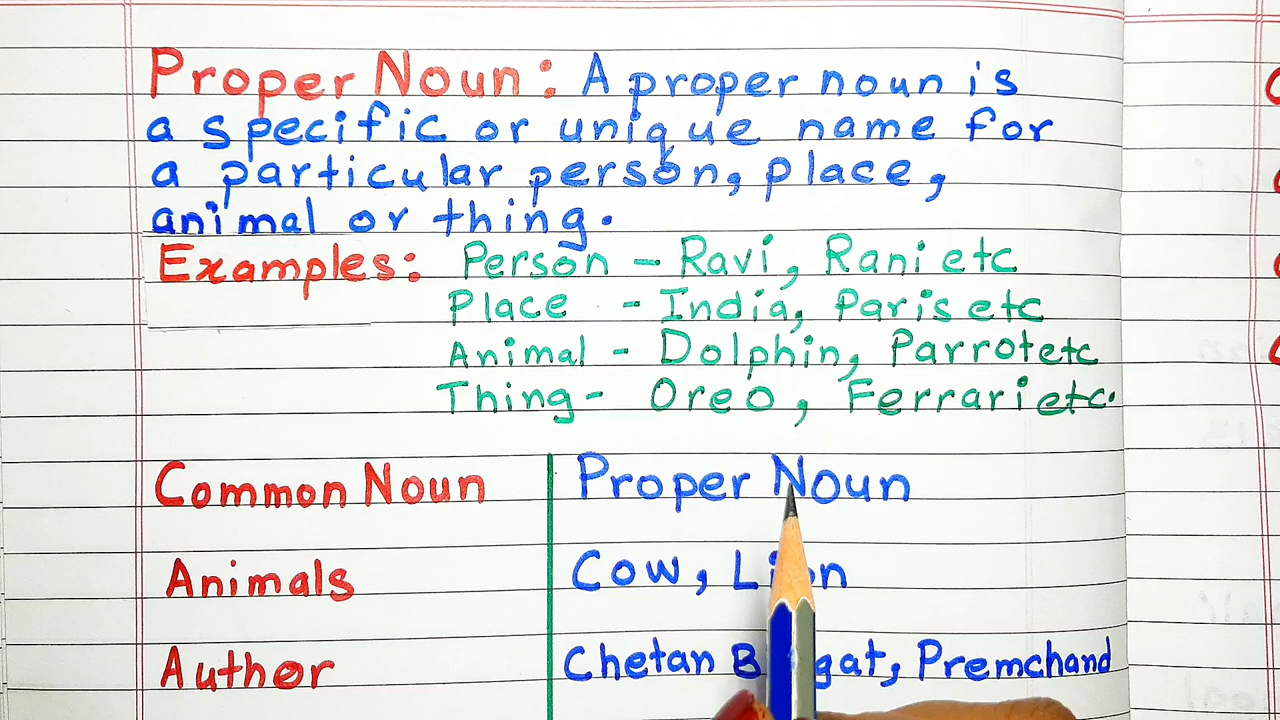 Proper Noun: A proper noun is
a specific or unique name for
a particular person, place,
animal or thing.
Examples: Person - Ravi, Rani etc
Place - India, Paris etc
Animal - Dolphin, Parrot etc
Thing - Oreo, Ferrari etc.
Common Noun Proper Noun
Animals Cow, Lion
Author Chetan Premchand